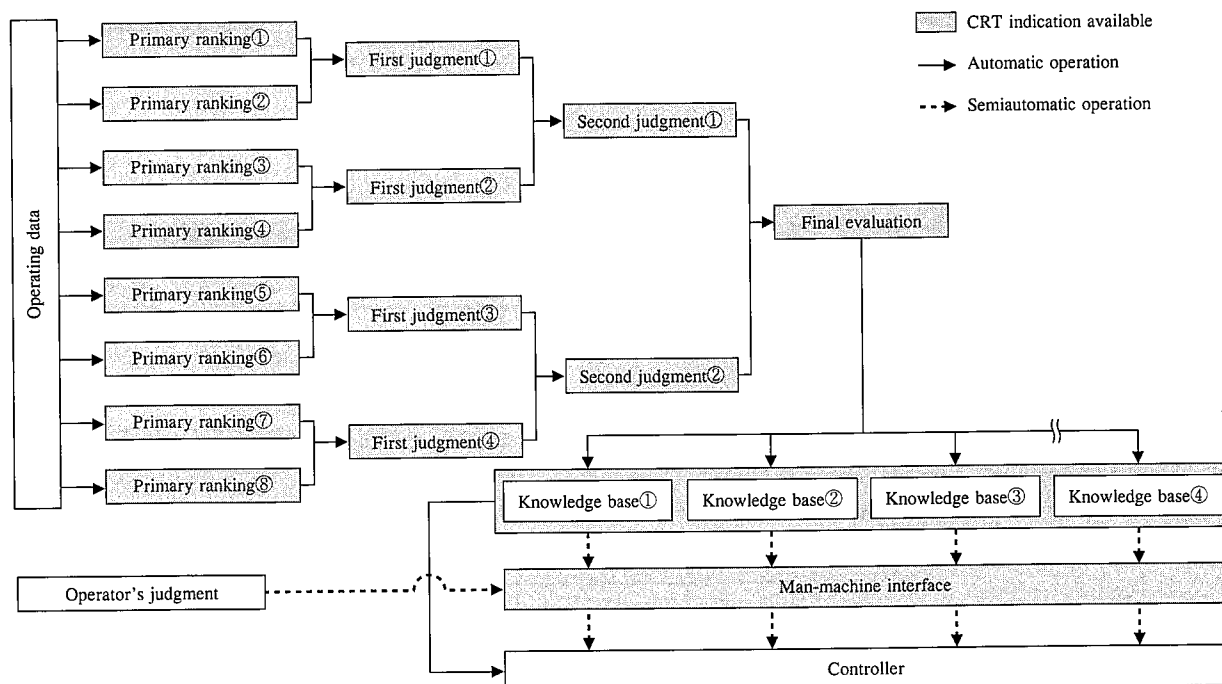 CRT indication available
Automatic operation
Semiautomatic operation
Operating data
Primary ranking①
Primary ranking②
Primary ranking③
Primary ranking④
Primary ranking⑤
Primary ranking⑥
Primary ranking⑦
Primary ranking⑧
First judgment①
First judgment②
First judgment③
First judgment④
Second judgment①
Second judgment②
Final evaluation
Knowledge base①
Knowledge base②
Knowledge base③
Knowledge base④
Operator's judgment
Man-machine interface
Controller